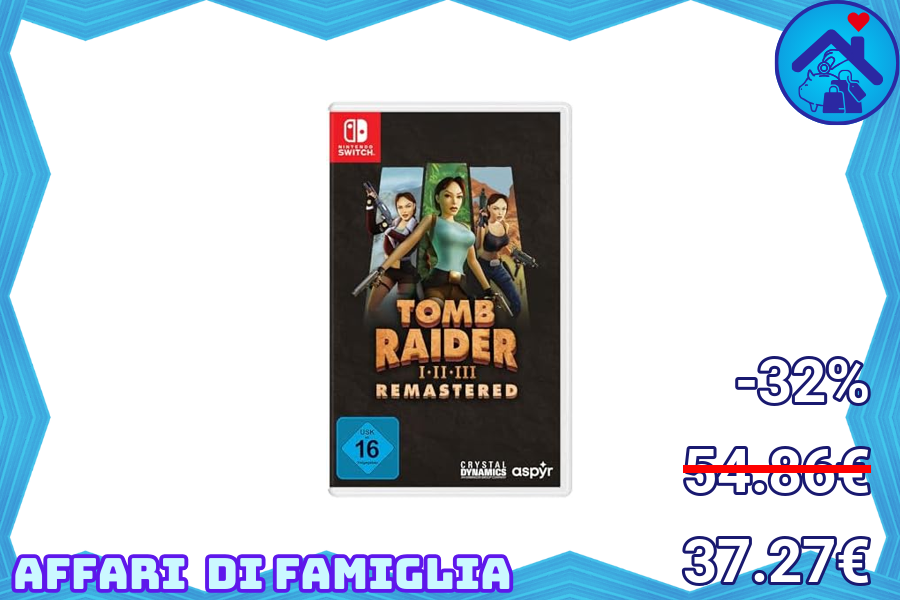 NINTENDO
SWITCH.
TOMB
RAIDER
I•II•III
REMASTERED
USK
16
CRYSTAL
DYNAMICS
aspyr
-32%
54.86€
37.27€
AFFARI DI FAMIGLIA